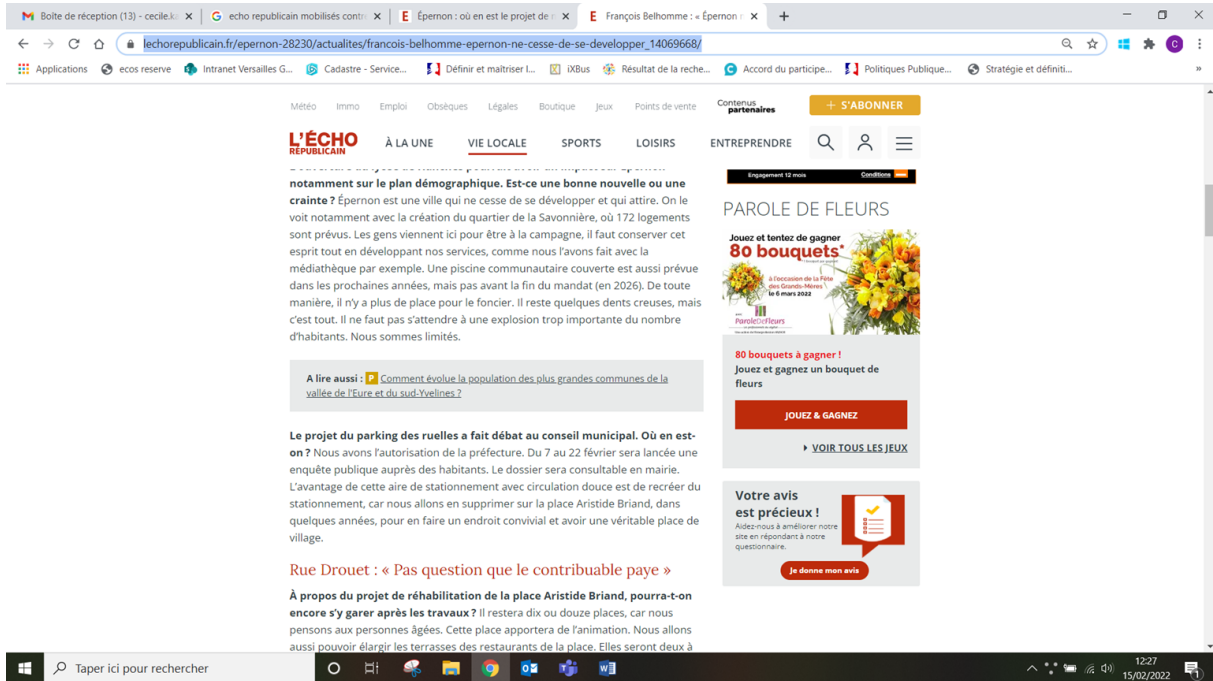 Boîte de réception (13) - cecile.k
echo republicain mobilisés contre
Épernon : où en est le projet de r
François Belhomme : « Épernon n
lechorepublicain.fr/epernon-28230/actualites/francois-belhomme-epernon-ne-cesse-de-se-developper_14069668/
Applications
ecos reserve
Intranet Versailles G...
Cadastre - Service...
Définir et maîtriser l...
iXBus
Résultat de la reche...
Accord du participe...
Politiques Publique...
Stratégie et définiti...
Météo Immo Emploi Obsèques Légales Boutique Jeux Points de vente
Contenus
partenaires
+ S'ABONNER
L'ÉCHO
RÉPUBLICAIN
À LA UNE VIE LOCALE SPORTS LOISIRS ENTREPRENDRE
notamment sur le plan démographique. Est-ce une bonne nouvelle ou une
crainte ? Épernon est une ville qui ne cesse de se développer et qui attire. On le
voit notamment avec la création du quartier de la Savonnière, où 172 logements
sont prévus. Les gens viennent ici pour être à la campagne, il faut conserver cet
esprit tout en développant nos services, comme nous l'avons fait avec la
médiathèque par exemple. Une piscine communautaire couverte est aussi prévue
dans les prochaines années, mais pas avant la fin du mandat (en 2026). De toute
manière, il n'y a plus de place pour le foncier. Il reste quelques dents creuses, mais
c'est tout. Il ne faut pas s'attendre à une explosion trop importante du nombre
d'habitants. Nous sommes limités.
A lire aussi : P Comment évolue la population des plus grandes communes de la
vallée de l'Eure et du sud-Yvelines ?
Le projet du parking des ruelles a fait débat au conseil municipal. Où en est-
on ? Nous avons l'autorisation de la préfecture. Du 7 au 22 février sera lancée une
enquête publique auprès des habitants. Le dossier sera consultable en mairie.
L'avantage de cette aire de stationnement avec circulation douce est de recréer du
stationnement, car nous allons en supprimer sur la place Aristide Briand, dans
quelques années, pour en faire un endroit convivial et avoir une véritable place de
village.
Rue Drouet : « Pas question que le contribuable paye »
À propos du projet de réhabilitation de la place Aristide Briand, pourra-t-on
encore s'y garer après les travaux ? Il restera dix ou douze places, car nous
pensons aux personnes âgées. Cette place apportera de l'animation. Nous allons
aussi pouvoir élargir les terrasses des restaurants de la place. Elles seront deux à
Engagement 12 mois
Conditions
PAROLE DE FLEURS
Jouez et tentez de gagner
80 bouquets*
à l'occasion de la Fête
des Grands-Mères
le 6 mars 2022
ParoledeFleurs
80 bouquets à gagner !
Jouez et gagnez un bouquet de
fleurs
JOUEZ & GAGNEZ
VOIR TOUS LES JEUX
Votre avis
est précieux !
Aidez-nous à améliorer notre
site en répondant à notre
questionnaire.
Je donne mon avis
Taper ici pour rechercher
12:27
15/02/2022